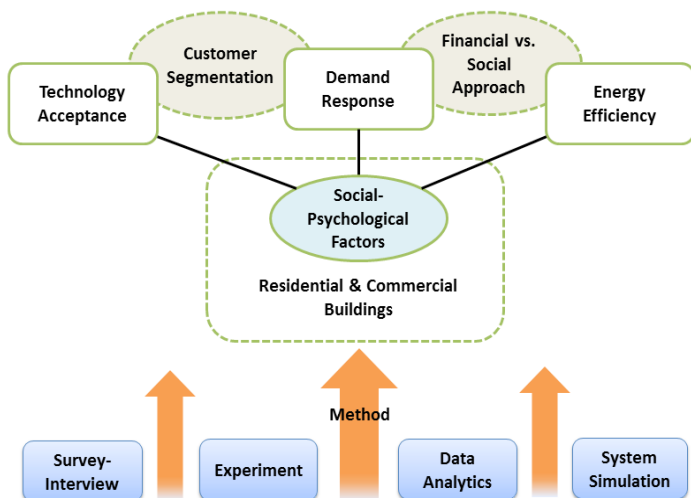 Customer
Segmentation
Financial vs.
Social
Approach
Technology
Acceptance
Demand
Response
Energy
Efficiency
Social-
Psychological
Factors
Residential & Commercial
Buildings
Method
Survey-
Interview
Experiment
Data
Analytics
System
Simulation